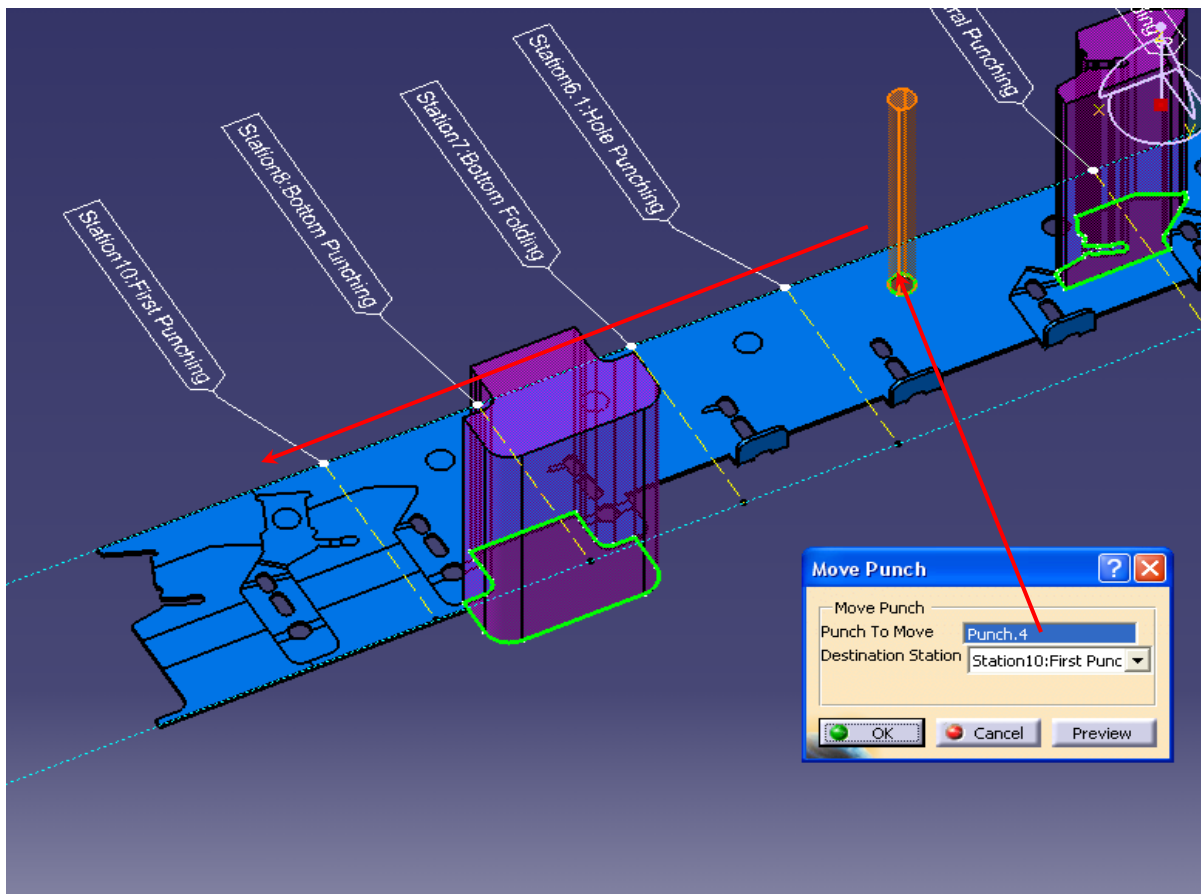 ral Punching
Station6.1:Hole Punching
Station7:Bottom Folding
Station8:Bottom Punching
Station10:First Punching
X
Move Punch
Move Punch
Punch To Move Punch.4
Destination Station Station10:First Punc
OK Cancel Preview